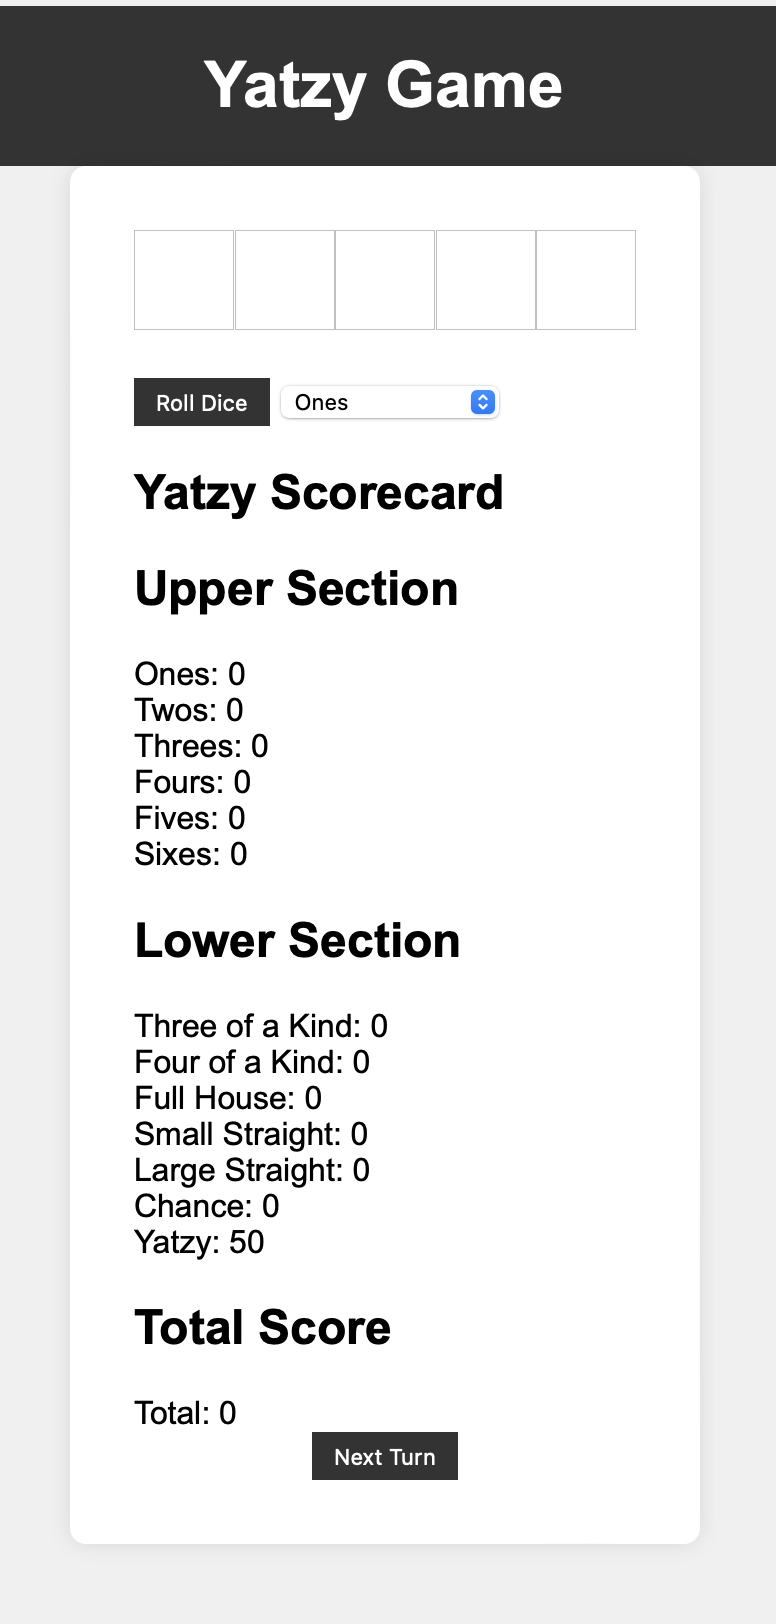 Yatzy Game
Roll Dice
Ones
Yatzy Scorecard
Upper Section
Ones: 0
Twos: 0
Threes: 0
Fours: 0
Fives: 0
Sixes: 0
Lower Section
Three of a Kind: 0
Four of a Kind: 0
Full House: 0
Small Straight: 0
Large Straight: 0
Chance: 0
Yatzy: 50
Total Score
Total: 0
Next Turn